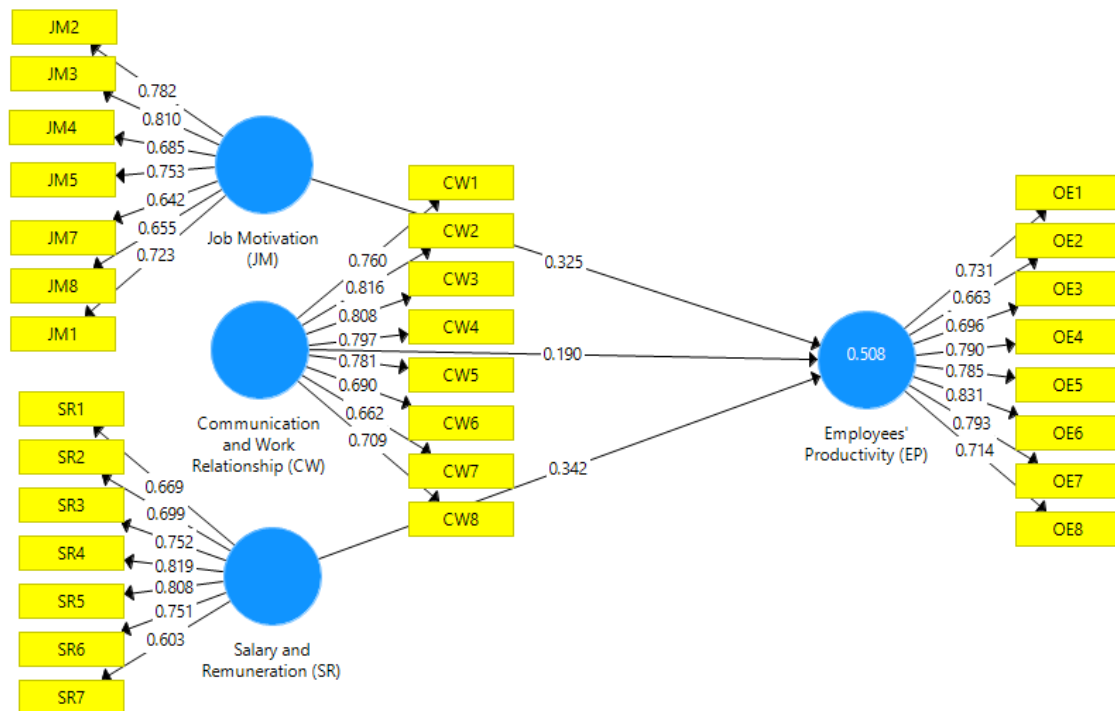 JM2
JM3
JM4
JM5
JM7
JM8
JM1
0.782
0.810
0.685
0.753
0.642
0.655
0.723
Job Motivation
(JM)
CW1
CW2
CW3
CW4
CW5
CW6
CW7
CW8
0.760
0.816
0.808
0.797
0.781
0.690
0.662
0.709
Communication
and Work
Relationship (CW)
SR1
SR2
SR3
SR4
SR5
SR6
SR7
0.669
0.699
0.752
0.819
0.808
0.751
0.603
Salary and
Remuneration (SR)
0.325
0.190
0.342
0.508
Employees'
Productivity (EP)
0.731
0.663
0.696
0.790
0.785
0.831
0.793
0.714
OE1
OE2
OE3
OE4
OE5
OE6
OE7
OE8